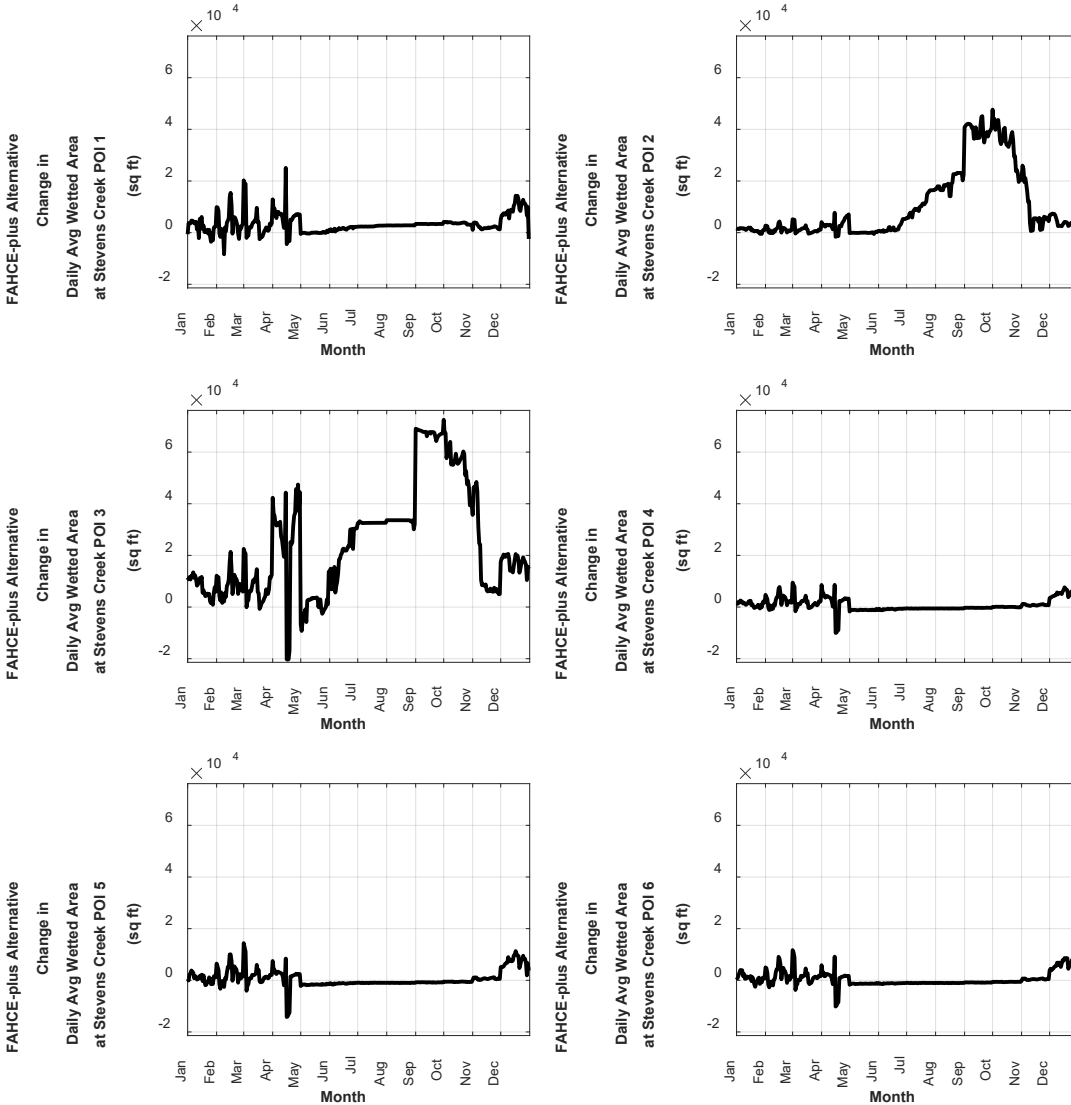 × 10 4
6
4
2
0
-2
FAHCE-plus Alternative
Change in
Daily Avg Wetted Area
at Stevens Creek POI 1
(sq ft)
Jan Feb Mar Apr May Jun Jul Aug Sep Oct Nov Dec
Month
× 10 4
6
4
2
0
-2
FAHCE-plus Alternative
Change in
Daily Avg Wetted Area
at Stevens Creek POI 2
(sq ft)
Jan Feb Mar Apr May Jun Jul Aug Sep Oct Nov Dec
Month
× 10 4
6
4
2
0
-2
FAHCE-plus Alternative
Change in
Daily Avg Wetted Area
at Stevens Creek POI 3
(sq ft)
Jan Feb Mar Apr May Jun Jul Aug Sep Oct Nov Dec
Month
× 10 4
6
4
2
0
-2
FAHCE-plus Alternative
Change in
Daily Avg Wetted Area
at Stevens Creek POI 4
(sq ft)
Jan Feb Mar Apr May Jun Jul Aug Sep Oct Nov Dec
Month
× 10 4
6
4
2
0
-2
FAHCE-plus Alternative
Change in
Daily Avg Wetted Area
at Stevens Creek POI 5
(sq ft)
Jan Feb Mar Apr May Jun Jul Aug Sep Oct Nov Dec
Month
× 10 4
6
4
2
0
-2
FAHCE-plus Alternative
Change in
Daily Avg Wetted Area
at Stevens Creek POI 6
(sq ft)
Jan Feb Mar Apr May Jun Jul Aug Sep Oct Nov Dec
Month